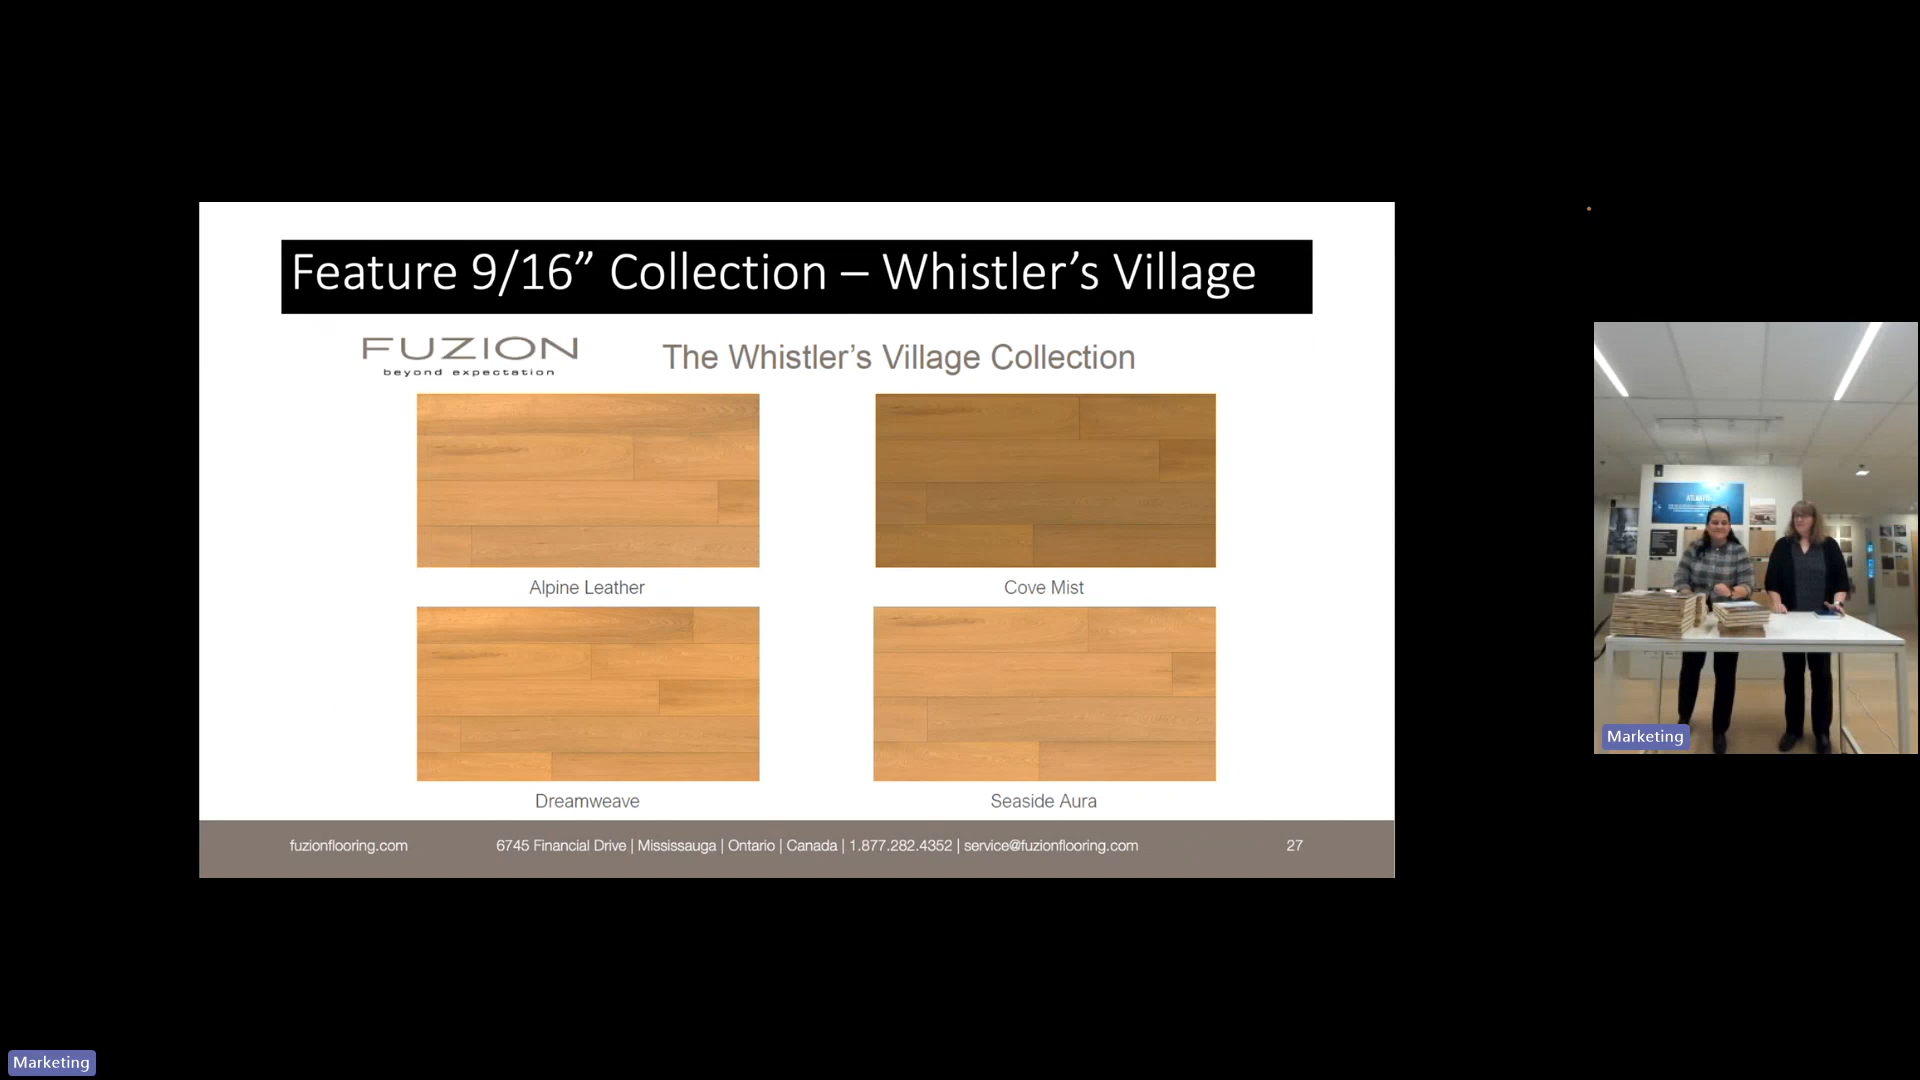 Feature 9/16” Collection – Whistler’s Village
FUZION
beyond expectation
The Whistler’s Village Collection
Alpine Leather
Cove Mist
Dreamweave
Seaside Aura
fuzionflooring.com
6745 Financial Drive | Mississauga | Ontario | Canada | 1.877.282.4352 | service@fuzionflooring.com
27
ATLANTIS
Marketing
Marketing